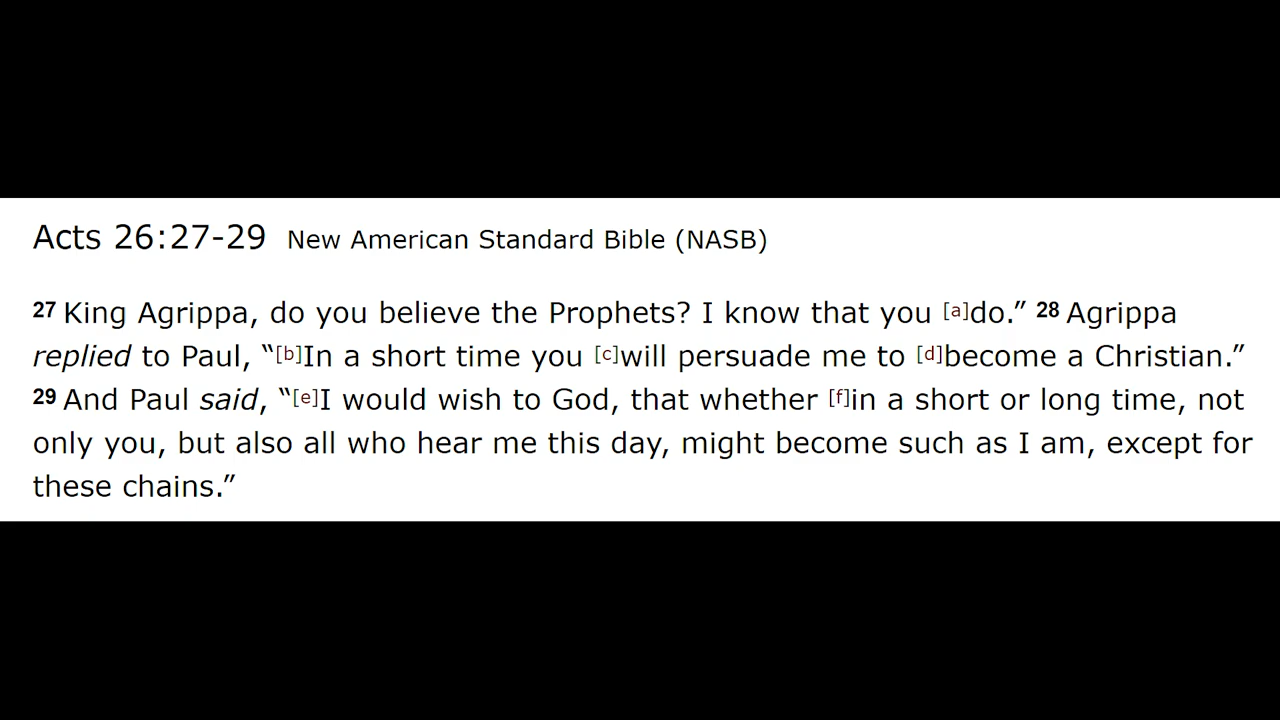 Acts 26:27-29 New American Standard Bible (NASB)
27 King Agrippa, do you believe the Prophets? I know that you [a]do.” 28 Agrippa
replied to Paul, “[b]In a short time you [c]will persuade me to [d]become a Christian.”
29 And Paul said, “[e]I would wish to God, that whether [f]in a short or long time, not
only you, but also all who hear me this day, might become such as I am, except for
these chains.”